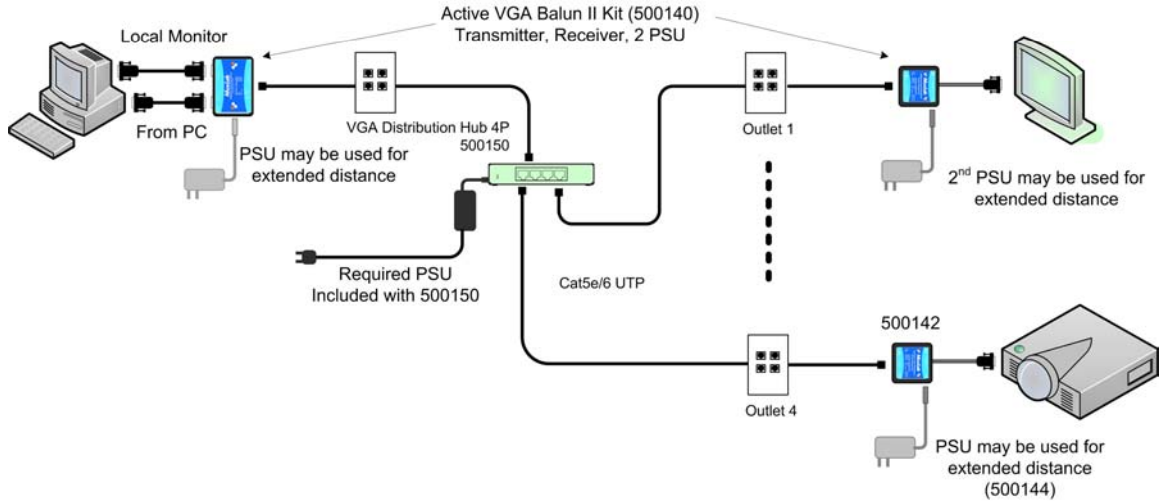 Active VGA Balun II Kit (500140)
Transmitter, Receiver, 2 PSU
Local Monitor
From PC
PSU may be used for
extended distance
VGA Distribution Hub 4P
500150
Outlet 1
2nd PSU may be used for
extended distance
Required PSU
Included with 500150
Cat5e/6 UTP
500142
Outlet 4
PSU may be used for
extended distance
(500144)